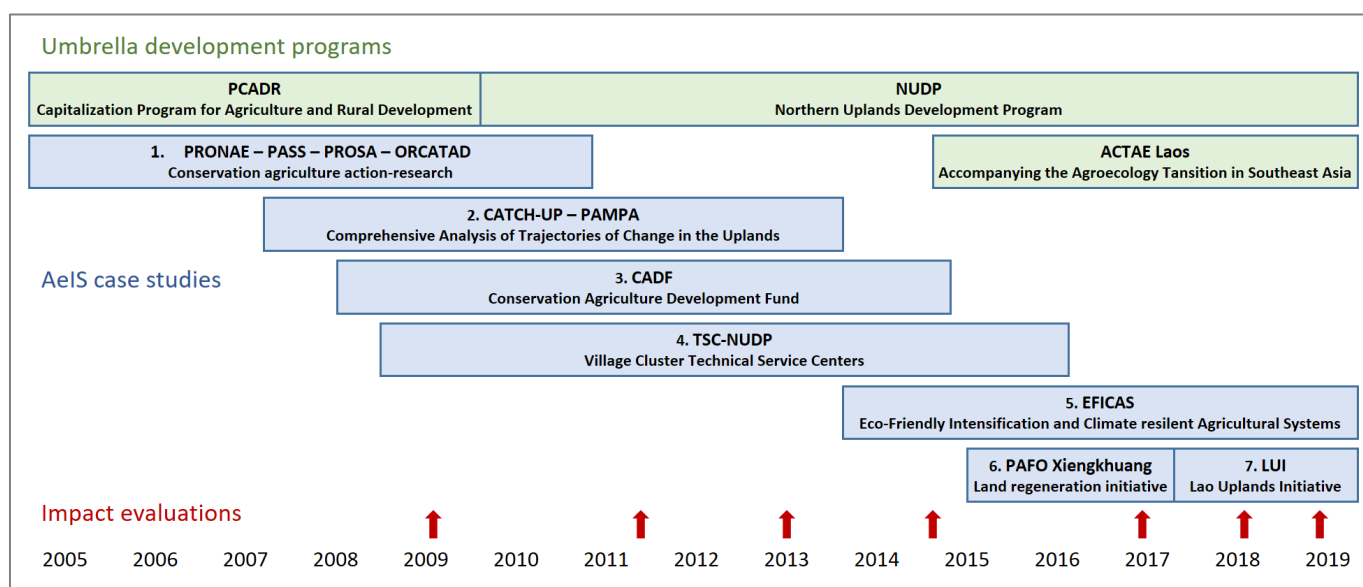 Umbrella development programs
PCADR
Capitalization Program for Agriculture and Rural Development
NUDP
Northern Uplands Development Program
1. PRONAE – PASS – PROSA – ORCATAD
Conservation agriculture action-research
ACTAE Laos
Accompanying the Agroecology Tansition in Southeast Asia
2. CATCH-UP – PAMPA
Comprehensive Analysis of Trajectories of Change in the Uplands
AeIS case studies
3. CADF
Conservation Agriculture Development Fund
4. TSC-NUDP
Village Cluster Technical Service Centers
5. EFICAS
Eco-Friendly Intensification and Climate resilent Agricultural Systems
6. PAFO Xiengkhuang
Land regeneration initiative
7. LUI
Lao Uplands Initiative
Impact evaluations
2005 2006 2007 2008 2009 2010 2011 2012 2013 2014 2015 2016 2017 2018 2019